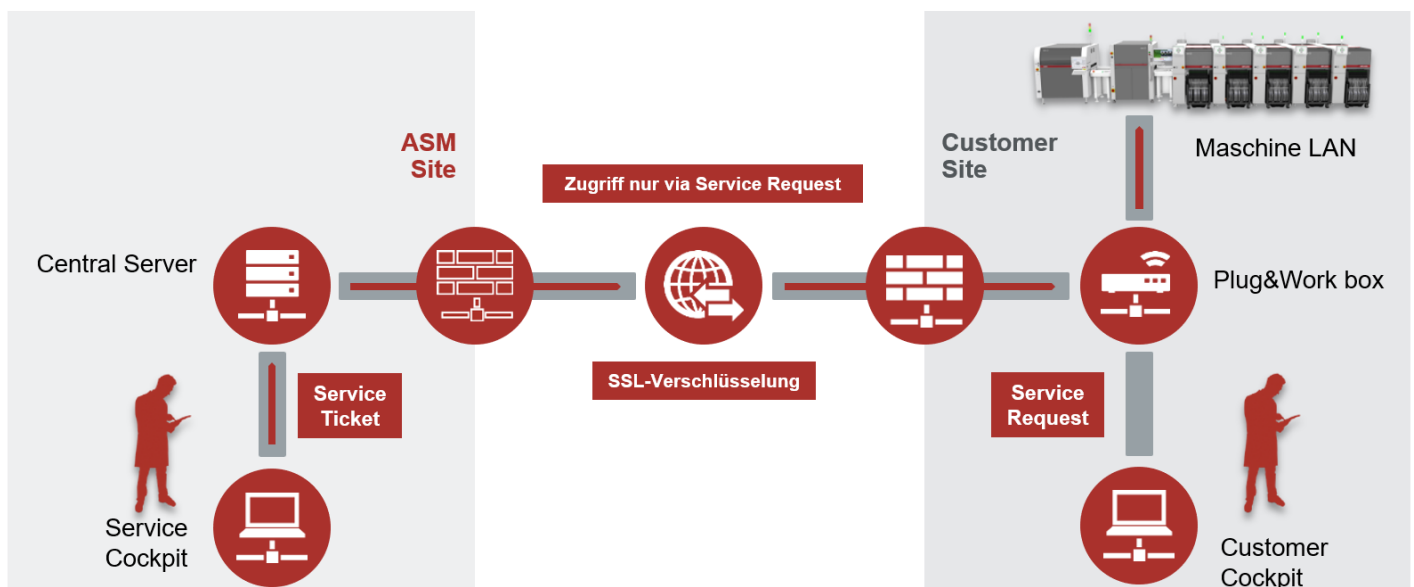 ASM
Site
Customer
Site
Maschine LAN
Zugriff nur via Service Request
Central Server
Plug&Work box
SSL-Verschlüsselung
Service
Ticket
Service
Request
Service
Cockpit
Customer
Cockpit